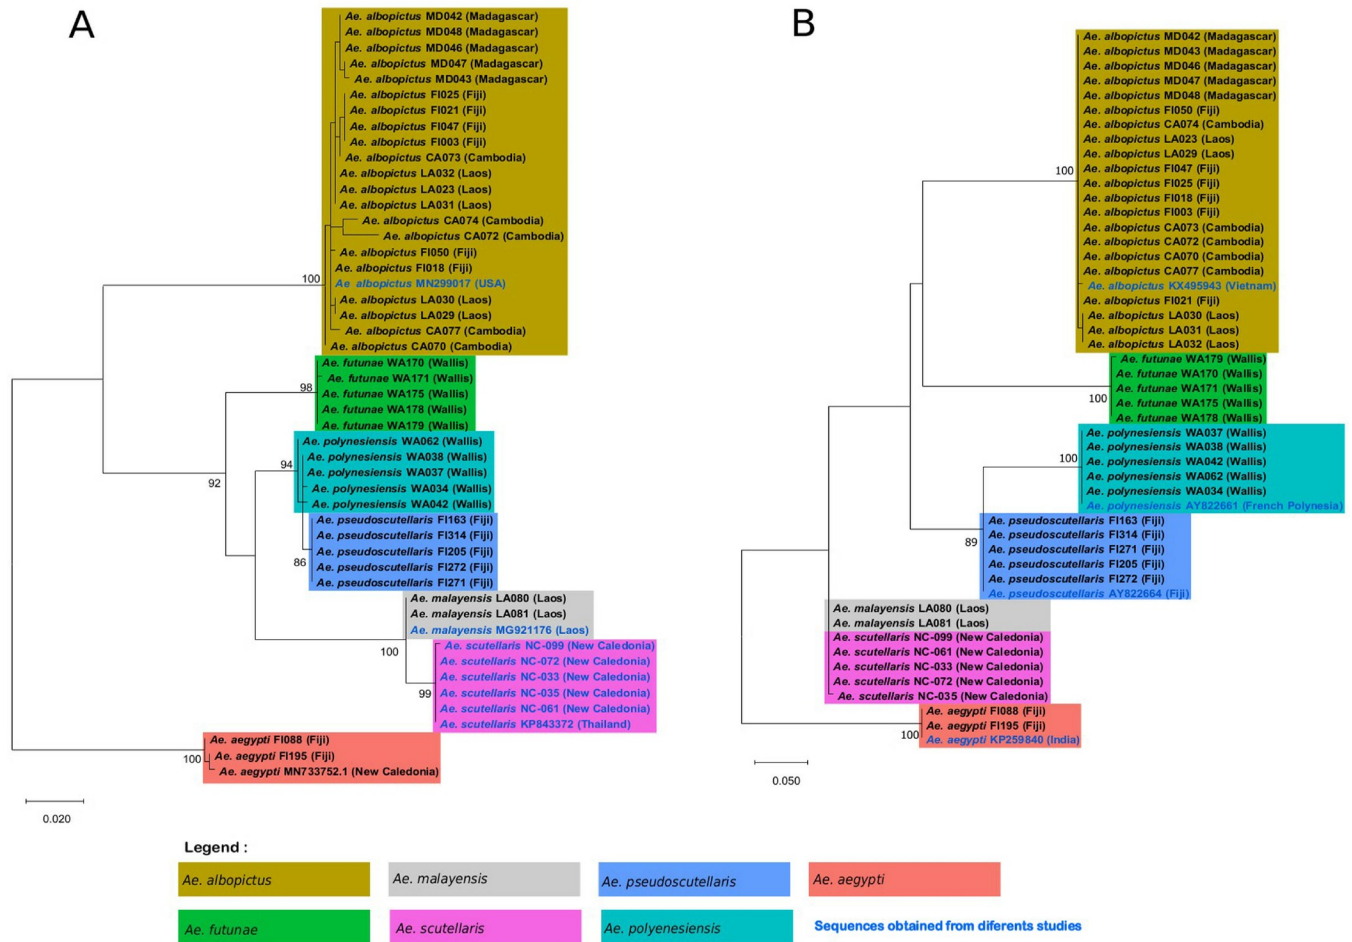 A
Ae. albopictus MD042 (Madagascar)
Ae. albopictus MD048 (Madagascar)
Ae. albopictus MD046 (Madagascar)
Ae. albopictus MD047 (Madagascar)
Ae. albopictus MD043 (Madagascar)
Ae. albopictus FI025 (Fiji)
Ae. albopictus FI021 (Fiji)
Ae. albopictus FI047 (Fiji)
Ae. albopictus FI003 (Fiji)
Ae. albopictus CA073 (Cambodia)
Ae. albopictus LA032 (Laos)
Ae. albopictus LA023 (Laos)
Ae. albopictus LA031 (Laos)
Ae. albopictus CA074 (Cambodia)
Ae. albopictus CA072 (Cambodia)
Ae. albopictus FI050 (Fiji)
Ae. albopictus FI018 (Fiji)
100
Ae albopictus MN299017 (USA)
Ae. albopictus LA030 (Laos)
Ae. albopictus LA029 (Laos)
Ae. albopictus CA077 (Cambodia)
Ae. albopictus CA070 (Cambodia)
Ae. futunae WA170 (Wallis)
Ae. futunae WA171 (Wallis)
98
Ae. futunae WA175 (Wallis)
Ae. futunae WA178 (Wallis)
Ae. futunae WA179 (Wallis)
Ae. polynesiensis WA062 (Wallis)
Ae. polynesiensis WA038 (Wallis)
94
Ae. polynesiensis WA037 (Wallis)
92
Ae. polynesiensis WA034 (Wallis)
Ae. polynesiensis WA042 (Wallis)
Ae. pseudoscutellaris FI163 (Fiji)
Ae. pseudoscutellaris FI314 (Fiji)
Ae. pseudoscutellaris FI205 (Fiji)
86
Ae. pseudoscutellaris FI272 (Fiji)
Ae. pseudoscutellaris FI271 (Fiji)
Ae. malayensis LA080 (Laos)
Ae. malayensis LA081 (Laos)
Ae. malayensis MG921176 (Laos)
100
Ae. scutellaris NC-099 (New Caledonia)
Ae. scutellaris NC-072 (New Caledonia)
Ae. scutellaris NC-033 (New Caledonia)
99
Ae. scutellaris NC-035 (New Caledonia)
Ae. scutellaris NC-061 (New Caledonia)
Ae. scutellaris KP843372 (Thailand)
Ae. aegypti FI088 (Fiji)
100
Ae. aegypti FI195 (Fiji)
Ae. aegypti MN733752.1 (New Caledonia)
0.020
B
Ae. albopictus MD042 (Madagascar)
Ae. albopictus MD043 (Madagascar)
Ae. albopictus MD046 (Madagascar)
Ae. albopictus MD047 (Madagascar)
Ae. albopictus MD048 (Madagascar)
Ae. albopictus FI050 (Fiji)
Ae. albopictus CA074 (Cambodia)
Ae. albopictus LA023 (Laos)
Ae. albopictus LA029 (Laos)
100
Ae. albopictus FI047 (Fiji)
Ae. albopictus FI025 (Fiji)
Ae. albopictus FI018 (Fiji)
Ae. albopictus FI003 (Fiji)
Ae. albopictus CA073 (Cambodia)
Ae. albopictus CA072 (Cambodia)
Ae. albopictus CA070 (Cambodia)
Ae. albopictus CA077 (Cambodia)
Ae. albopictus KX495943 (Vietnam)
Ae. albopictus FI021 (Fiji)
Ae. albopictus LA030 (Laos)
Ae. albopictus LA031 (Laos)
Ae. albopictus LA032 (Laos)
Ae. futunae WA179 (Wallis)
Ae. futunae WA170 (Wallis)
Ae. futunae WA171 (Wallis)
100
Ae. futunae WA175 (Wallis)
Ae. futunae WA178 (Wallis)
Ae. polynesiensis WA037 (Wallis)
Ae. polynesiensis WA038 (Wallis)
100
Ae. polynesiensis WA042 (Wallis)
Ae. polynesiensis WA062 (Wallis)
Ae. polynesiensis WA034 (Wallis)
Ae. polynesiensis AY822661 (French Polynesia)
Ae. pseudoscutellaris FI163 (Fiji)
Ae. pseudoscutellaris FI314 (Fiji)
89
Ae. pseudoscutellaris FI271 (Fiji)
Ae. pseudoscutellaris FI205 (Fiji)
Ae. pseudoscutellaris FI272 (Fiji)
Ae. pseudoscutellaris AY822664 (Fiji)
Ae. malayensis LA080 (Laos)
Ae. malayensis LA081 (Laos)
Ae. scutellaris NC-099 (New Caledonia)
Ae. scutellaris NC-061 (New Caledonia)
Ae. scutellaris NC-033 (New Caledonia)
Ae. scutellaris NC-072 (New Caledonia)
Ae. scutellaris NC-035 (New Caledonia)
Ae. aegypti FI088 (Fiji)
Ae. aegypti FI195 (Fiji)
100
Ae. aegypti KP259840 (India)
0.050
Legend :
Ae. albopictus
Ae. malayensis
Ae. pseudoscutellaris
Ae. aegypti
Ae. futunae
Ae. scutellaris
Ae. polyenesiensis
Sequences obtained from diferents studies